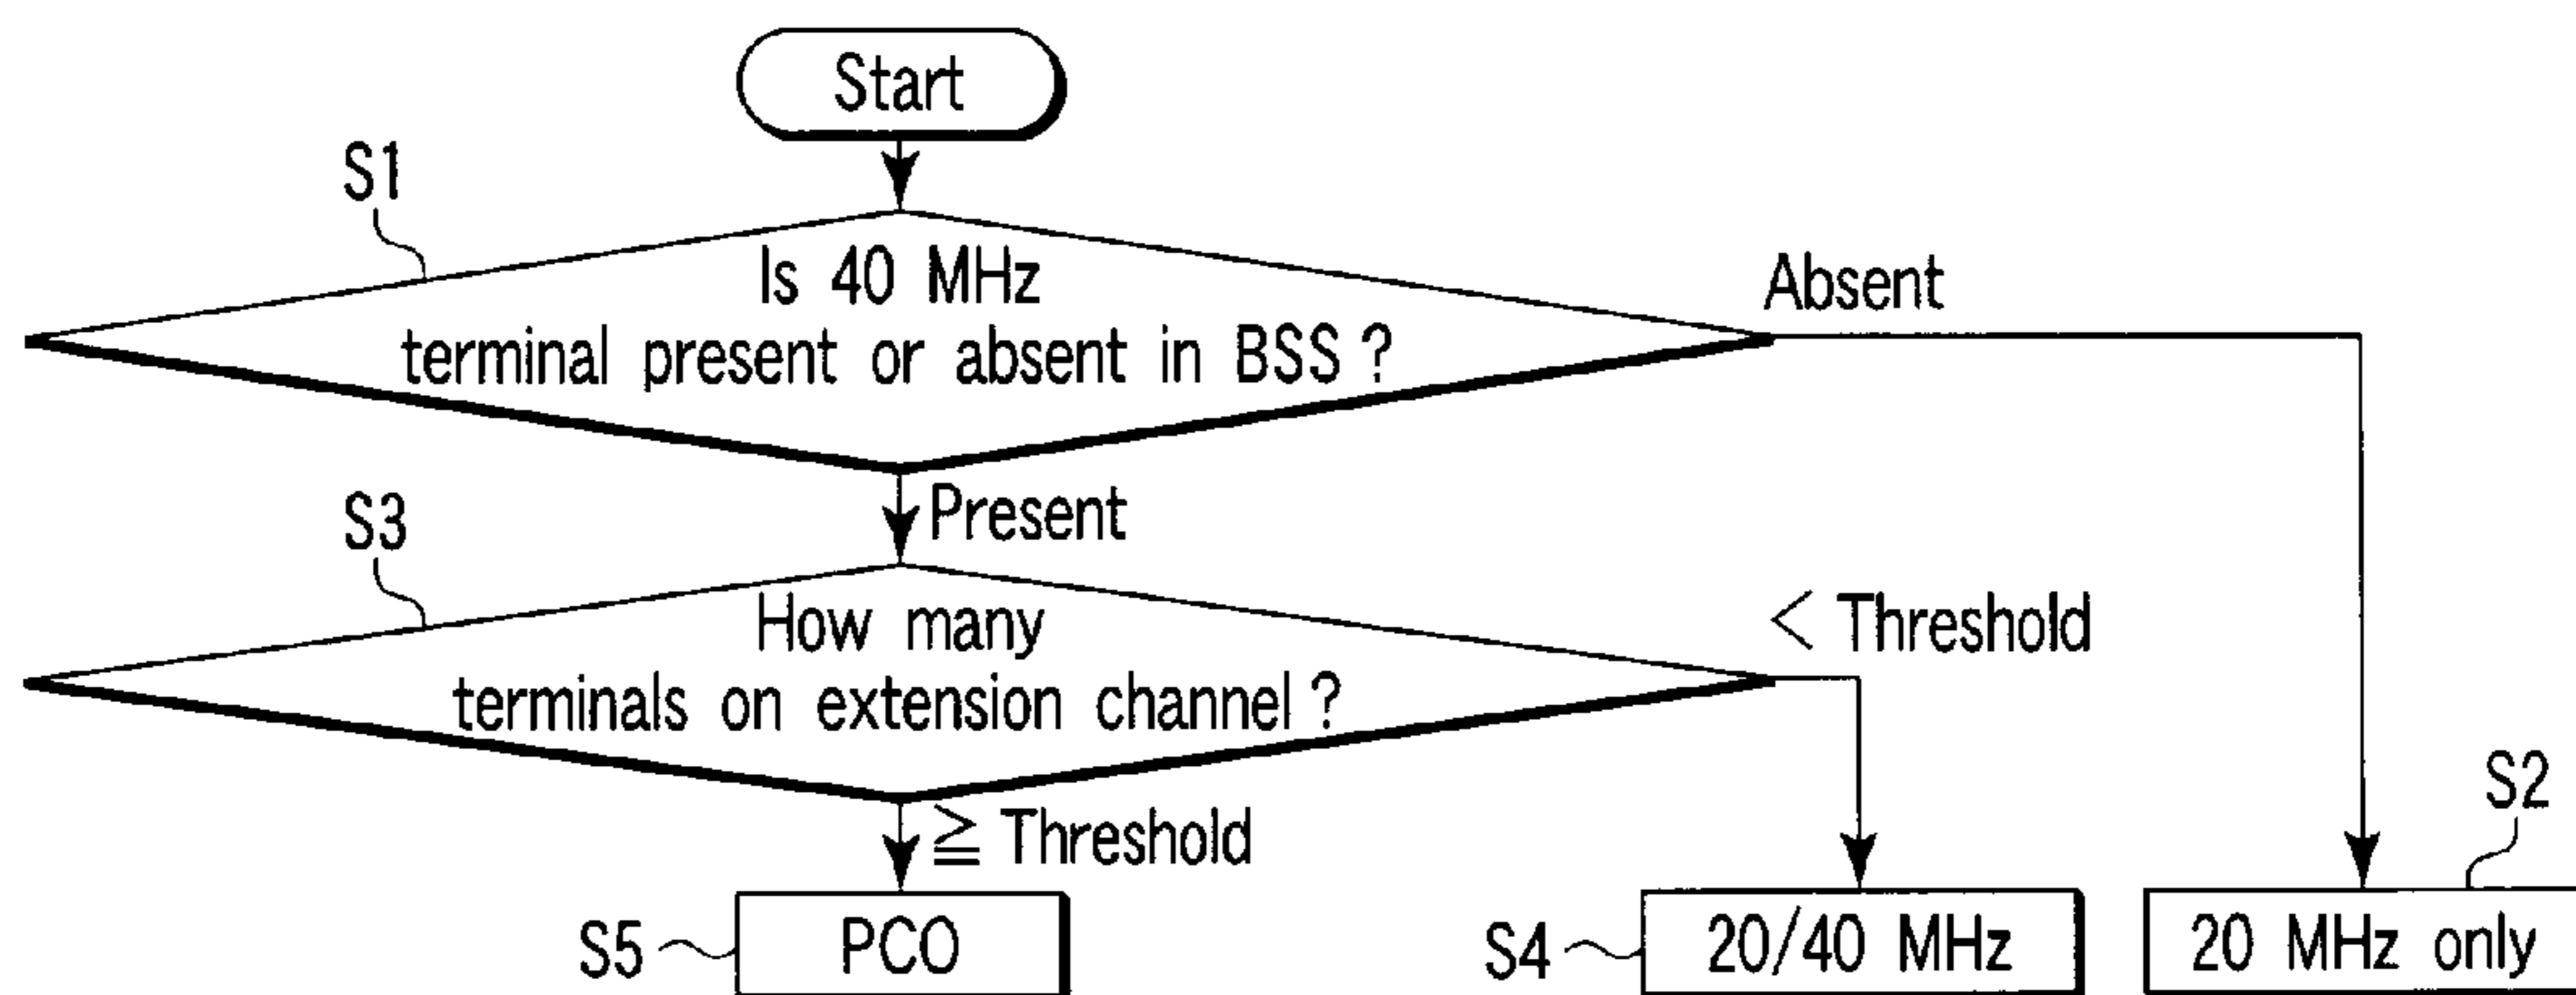 Start
S1
Is 40 MHz
terminal present or absent in BSS ?
Absent
Present
S3
How many
terminals on extension channel ?
< Threshold
≧ Threshold
S2
S5
PCO
S4
20/40 MHz
20 MHz only